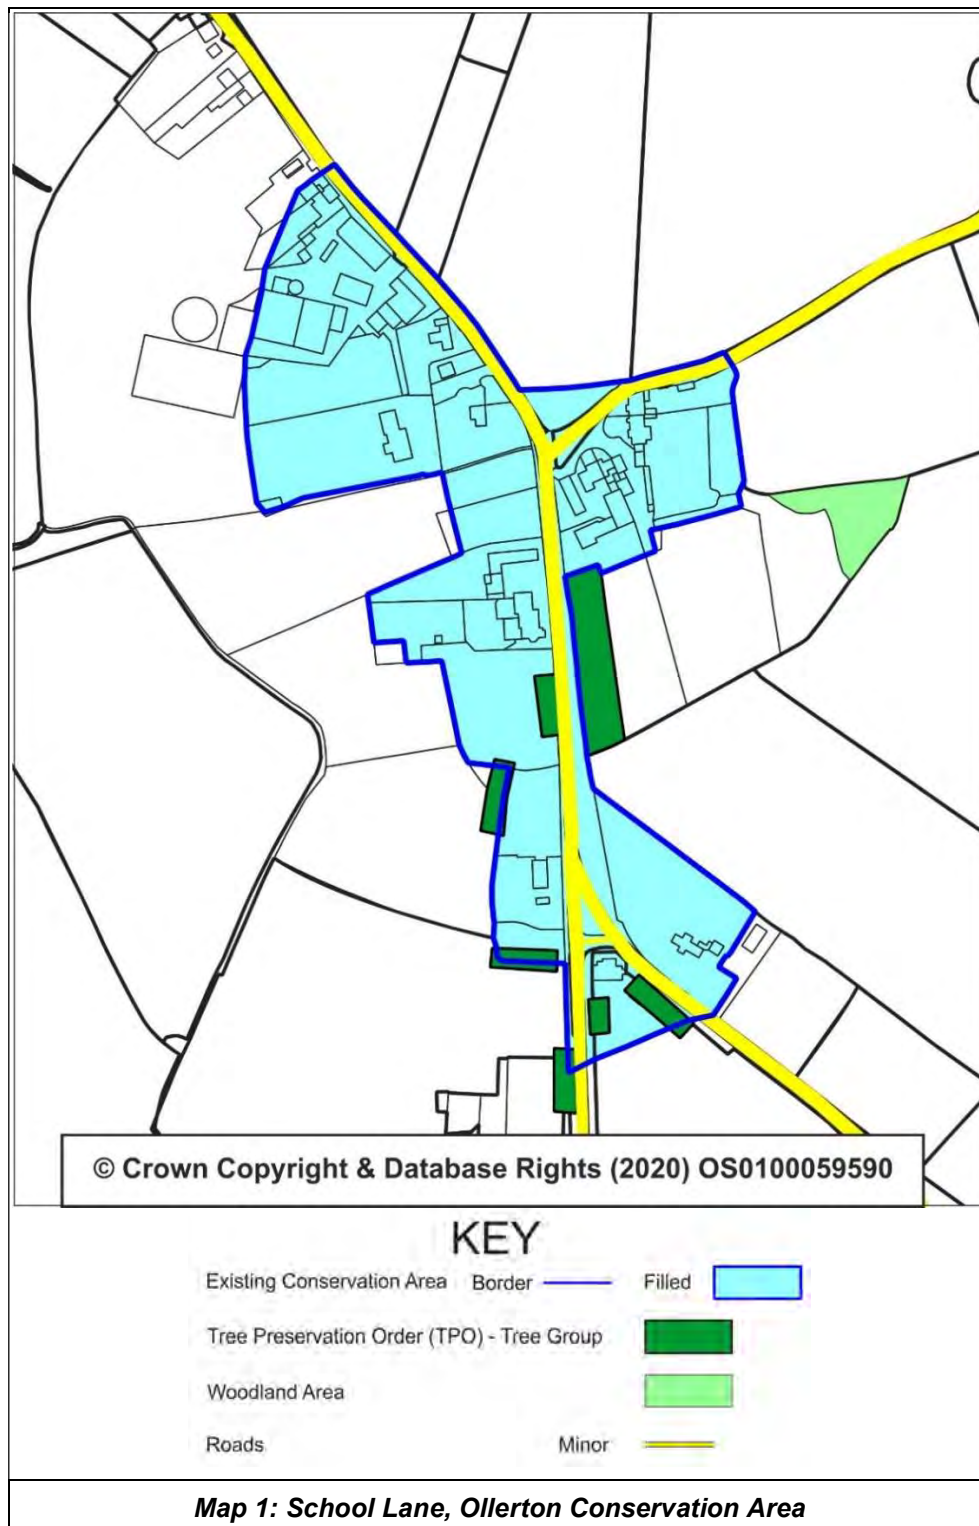 © Crown Copyright & Database Rights (2020) OS0100059590
KEY
Existing Conservation Area Border Filled
Tree Preservation Order (TPO) - Tree Group
Woodland Area
Roads Minor
Map 1: School Lane, Ollerton Conservation Area